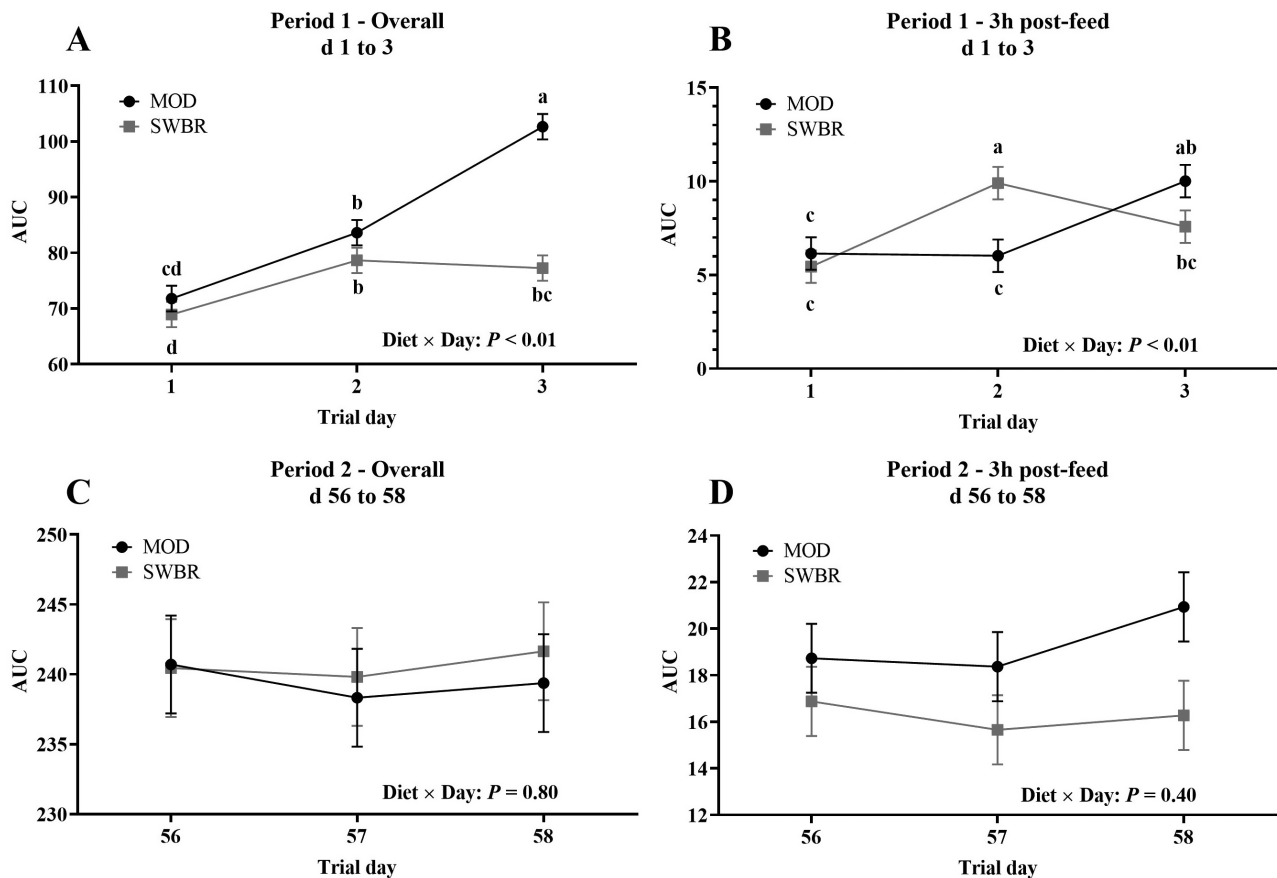 A
Period 1 - Overall
d 1 to 3
MOD
SWBR
AUC
110
100
90
80
70
60
cd
d
b
b
a
bc
Diet × Day: P < 0.01
1
2
3
Trial day
B
Period 1 - 3h post-feed
d 1 to 3
MOD
SWBR
AUC
15
10
5
0
c
c
a
c
ab
bc
Diet × Day: P < 0.01
1
2
3
Trial day
C
Period 2 - Overall
d 56 to 58
MOD
SWBR
AUC
250
245
240
235
230
Diet × Day: P = 0.80
56
57
58
Trial day
D
Period 2 - 3h post-feed
d 56 to 58
MOD
SWBR
AUC
24
22
20
18
16
14
12
Diet × Day: P = 0.40
56
57
58
Trial day